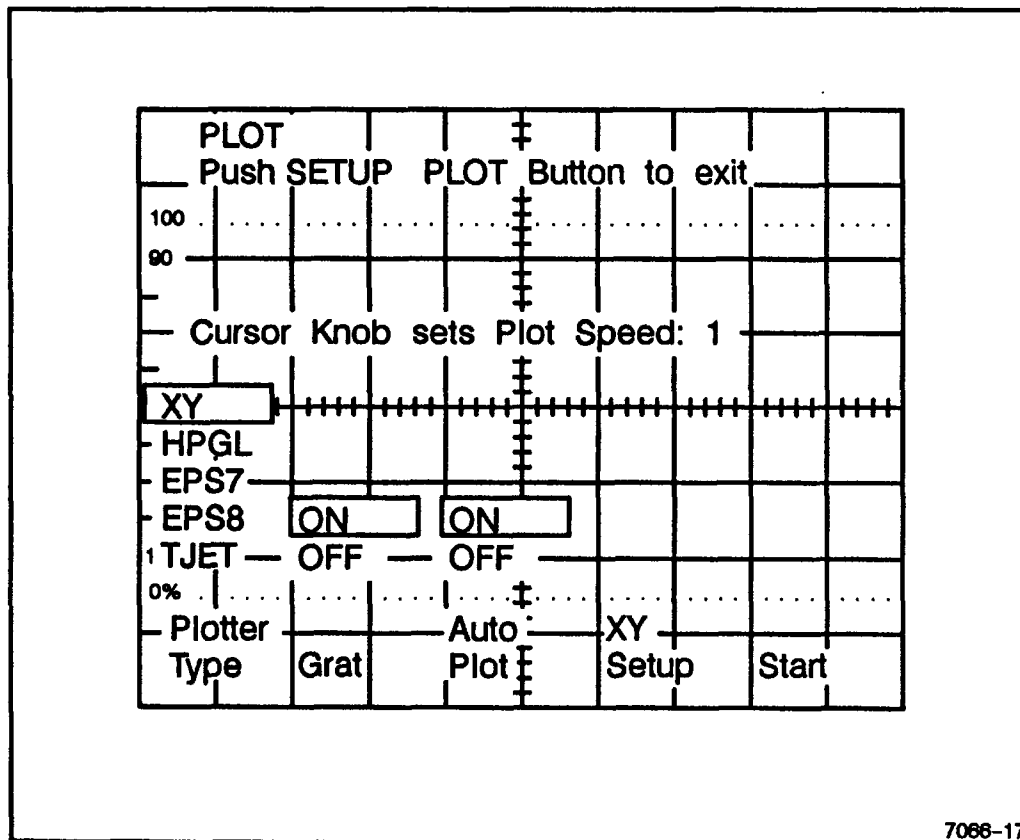 PLOT
Push SETUP PLOT Button to exit
100
90
Cursor Knob sets Plot Speed: 1
XY
HPGL
EPS7
EPS8 ON ON
1 TJET OFF OFF
0%
Plotter Auto XY
Type Grat Plot Setup Start
7066-17